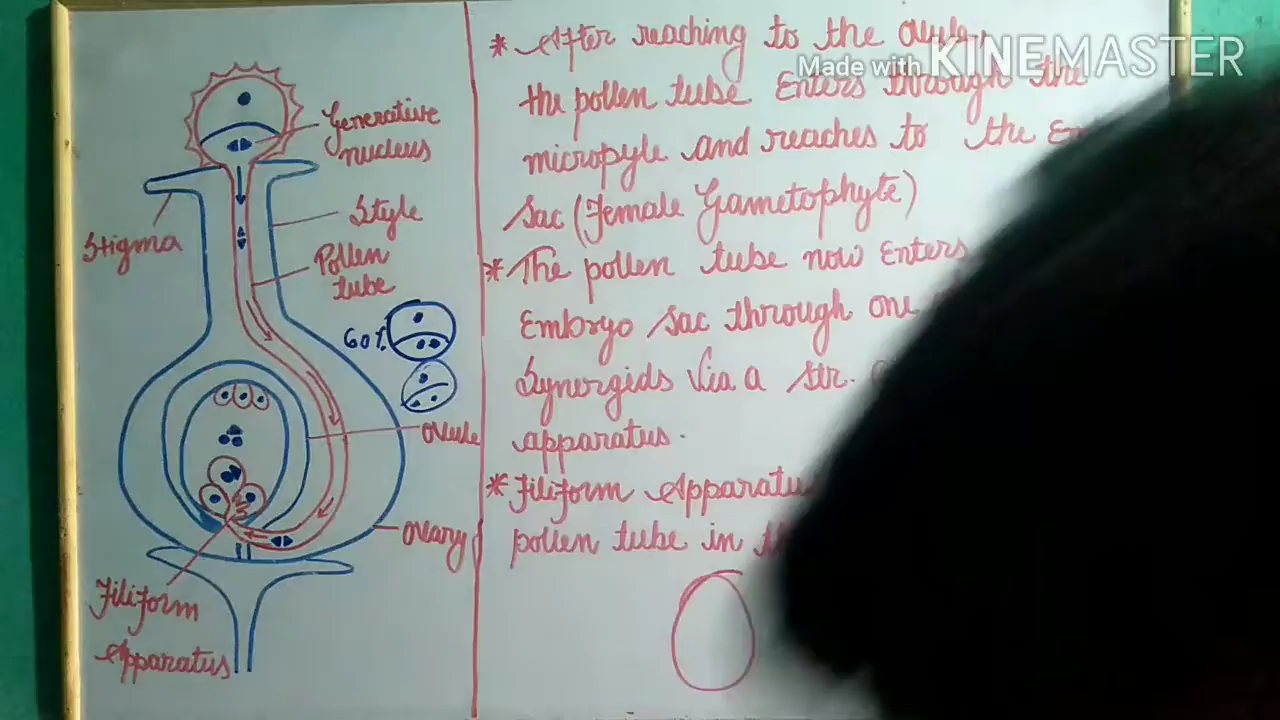 Generative
nucleus
Style
Stigma
Pollen
tube
60%
Ovule
Ovary
Filiform
Apparatus
* After reaching to the
the pollen tube Enters through the
micropyle and reaches to the
Sac (Female Gametophyte)
* The pollen tube now Enters
Embryo sac through one
Synergids Via a str.
apparatus.
* Filiform
pollen tube in
Made with KINEMASTER